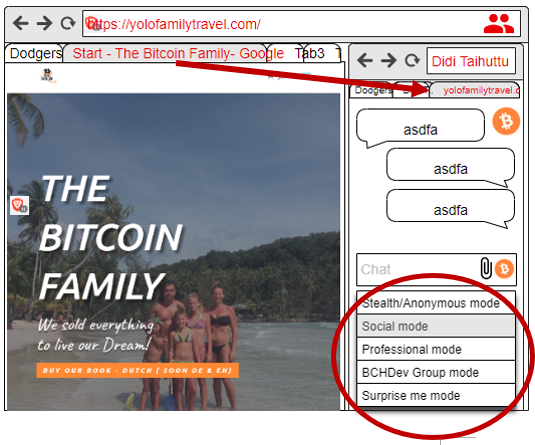 https://yolofamilytravel.com/
Dodgers
Start - The Bitcoin Family- Google
Tab3
T
Didi Taihuttu
Dodgers
yolofamilytravel.c
asdfa
asdfa
asdfa
THE
BITCOIN
FAMILY
We sold everything
to live our Dream!
BUY OUR BOOK - DUTCH ( SOON DE & EN)
Chat
Stealth/Anonymous mode
Social mode
Professional mode
BCHDev Group mode
Surprise me mode